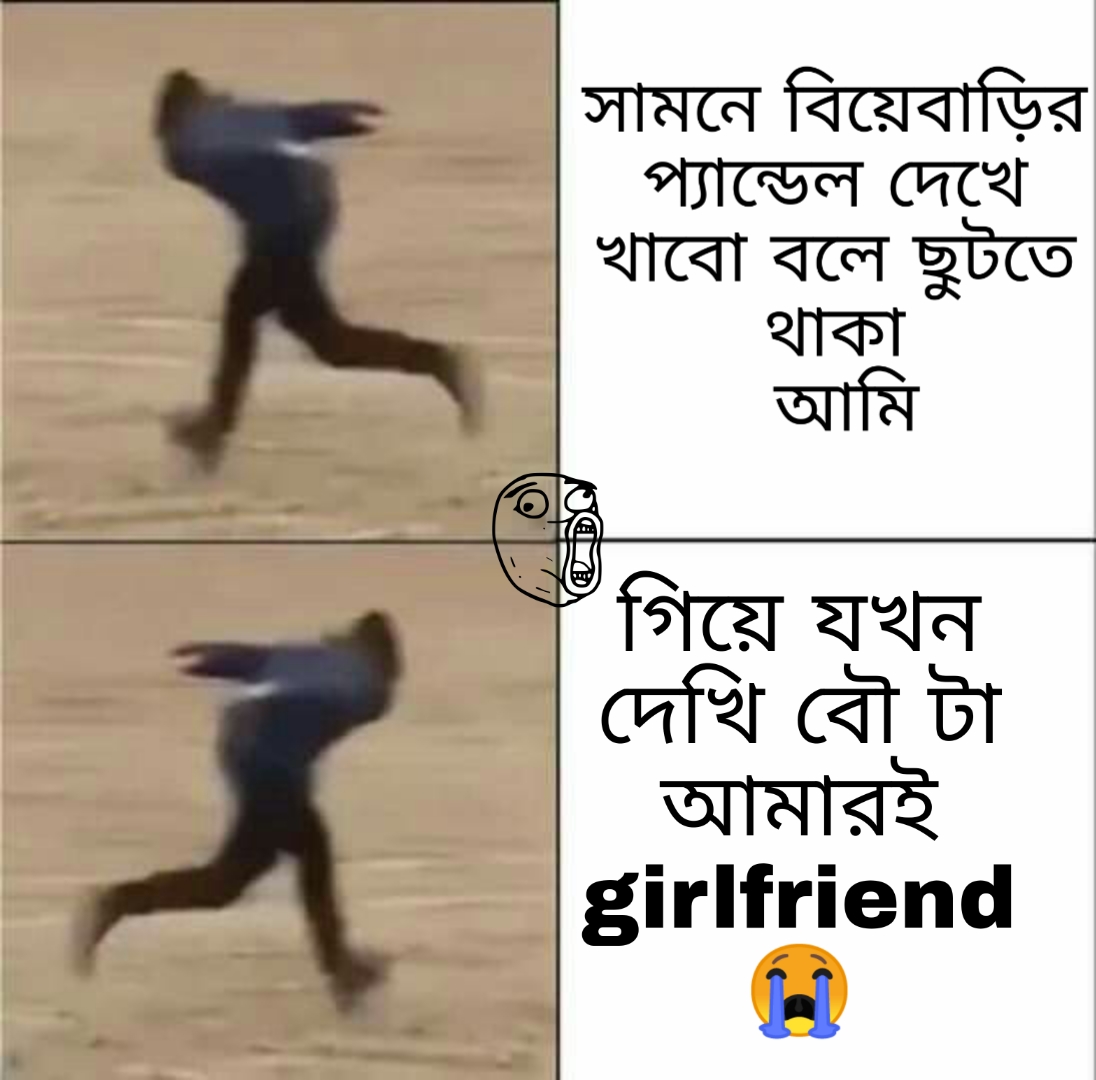 সামনে বিয়েবাড়ির
প্যান্ডেল দেখে
খাবো বলে ছুটতে
থাকা
আমি
গিয়ে যখন
দেখি বৌ টা
আমারই
girlfriend
😭